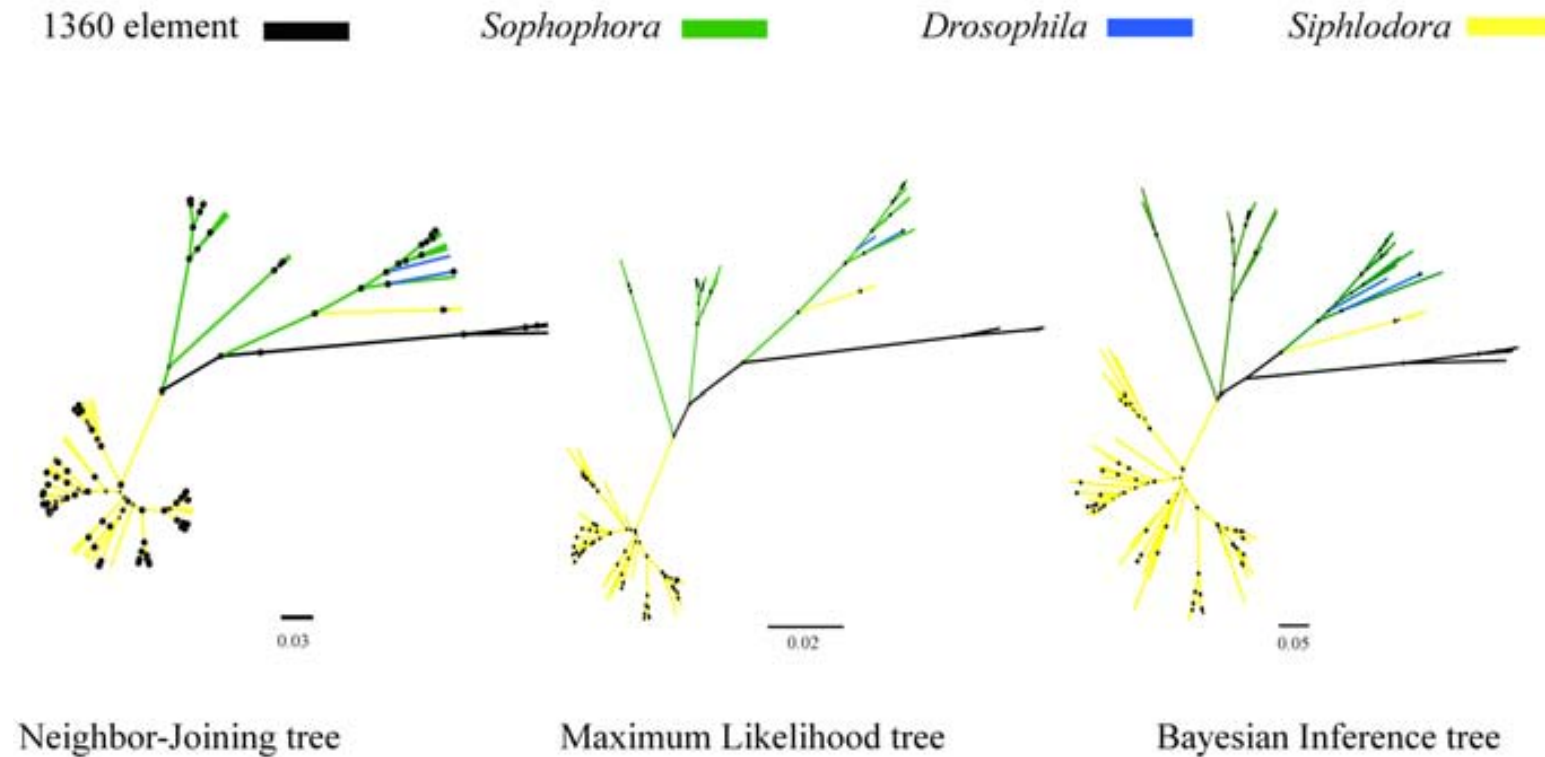 1360 element Sophophora Drosophila Siphlodora
0.03 0.02 0.05
Neighbor-Joining tree Maximum Likelihood tree Bayesian Inference tree